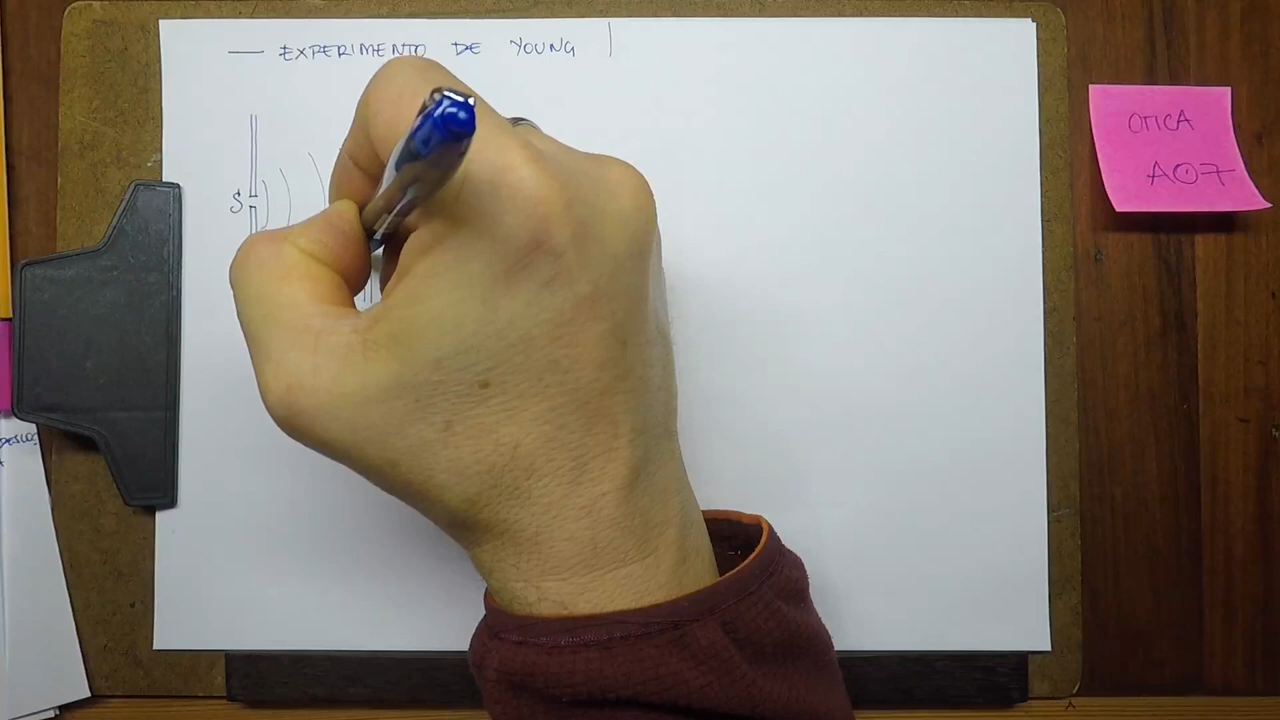 — EXPERIMENTO DE YOUNG |
S
OTICA
A07